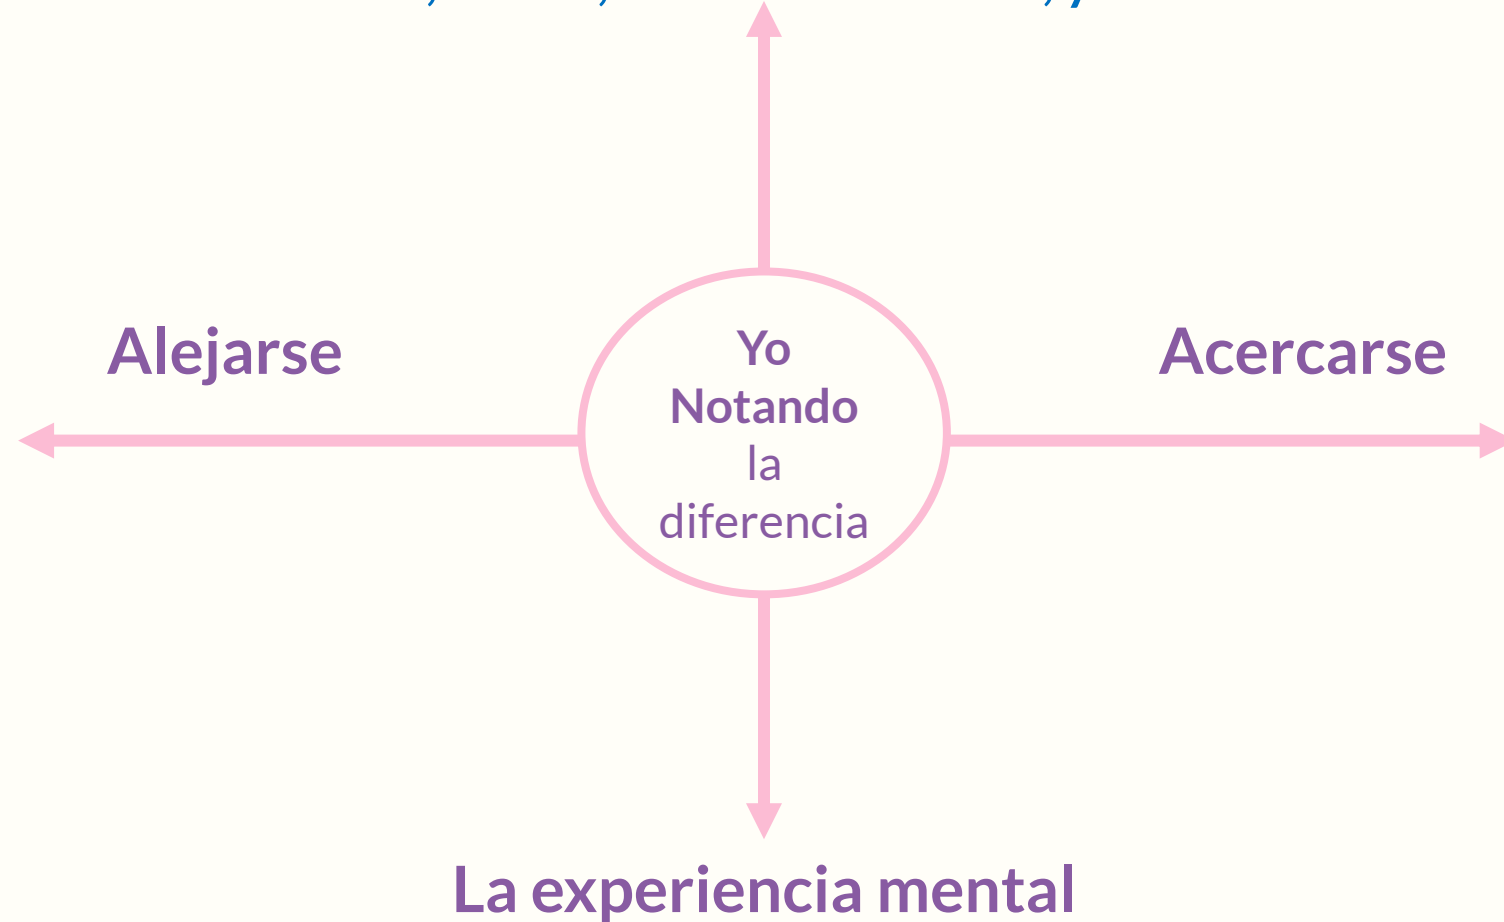 Alejarse
Acercarse
Yo
Notando
la
diferencia
La experiencia mental